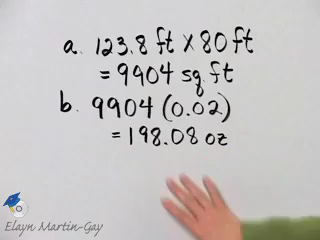 a. 123.8 ft X 80 ft
= 9904 sq. ft
b. 9904 (0.02)
= 198.08 oz
Elayn Martin-Gay